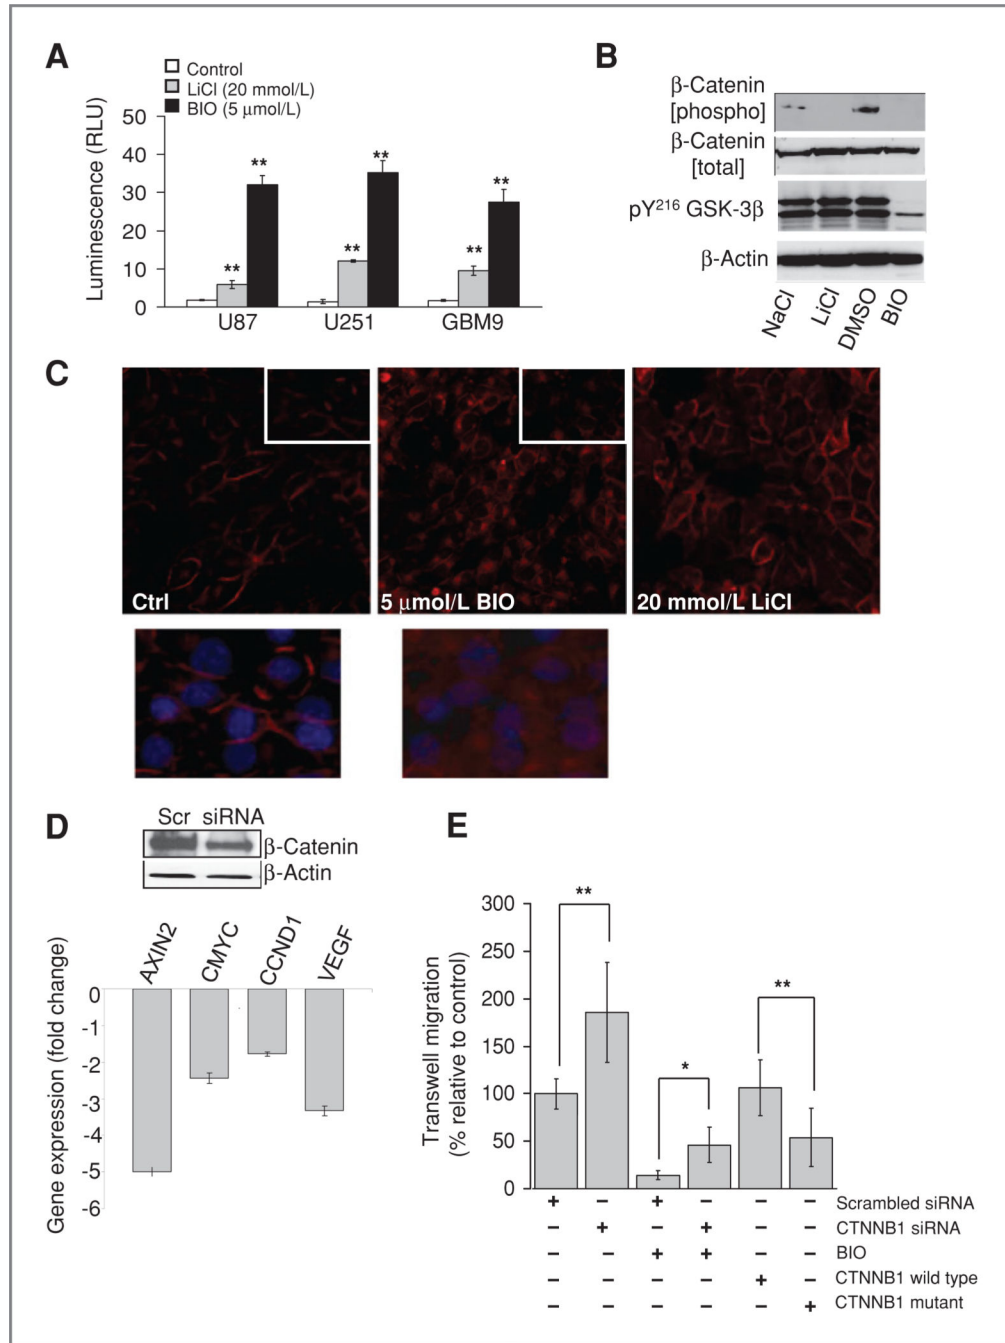 A
Control
LiCl (20 mmol/L)
BIO (5 μmol/L)
Luminescence (RLU)
50
40
30
20
10
0
**
**
**
**
**
**
U87
U251
GBM9
B
β-Catenin
[phospho]
β-Catenin
[total]
pY²¹⁶ GSK-3β
β-Actin
NaCl
LiCl
DMSO
BIO
C
Ctrl
5 μmol/L BIO
20 mmol/L LiCl
D
Scr siRNA
β-Catenin
β-Actin
AXIN2
CMYC
CCND1
VEGF
Gene expression (fold change)
0
-1
-2
-3
-4
-5
-6
E
Transwell migration
(% relative to control)
300
250
200
150
100
50
0
**
*
**
+ − + − − − Scrambled siRNA
− + − + − − CTNNB1 siRNA
− − + + − − BIO
− − − − + − CTNNB1 wild type
− − − − − + CTNNB1 mutant